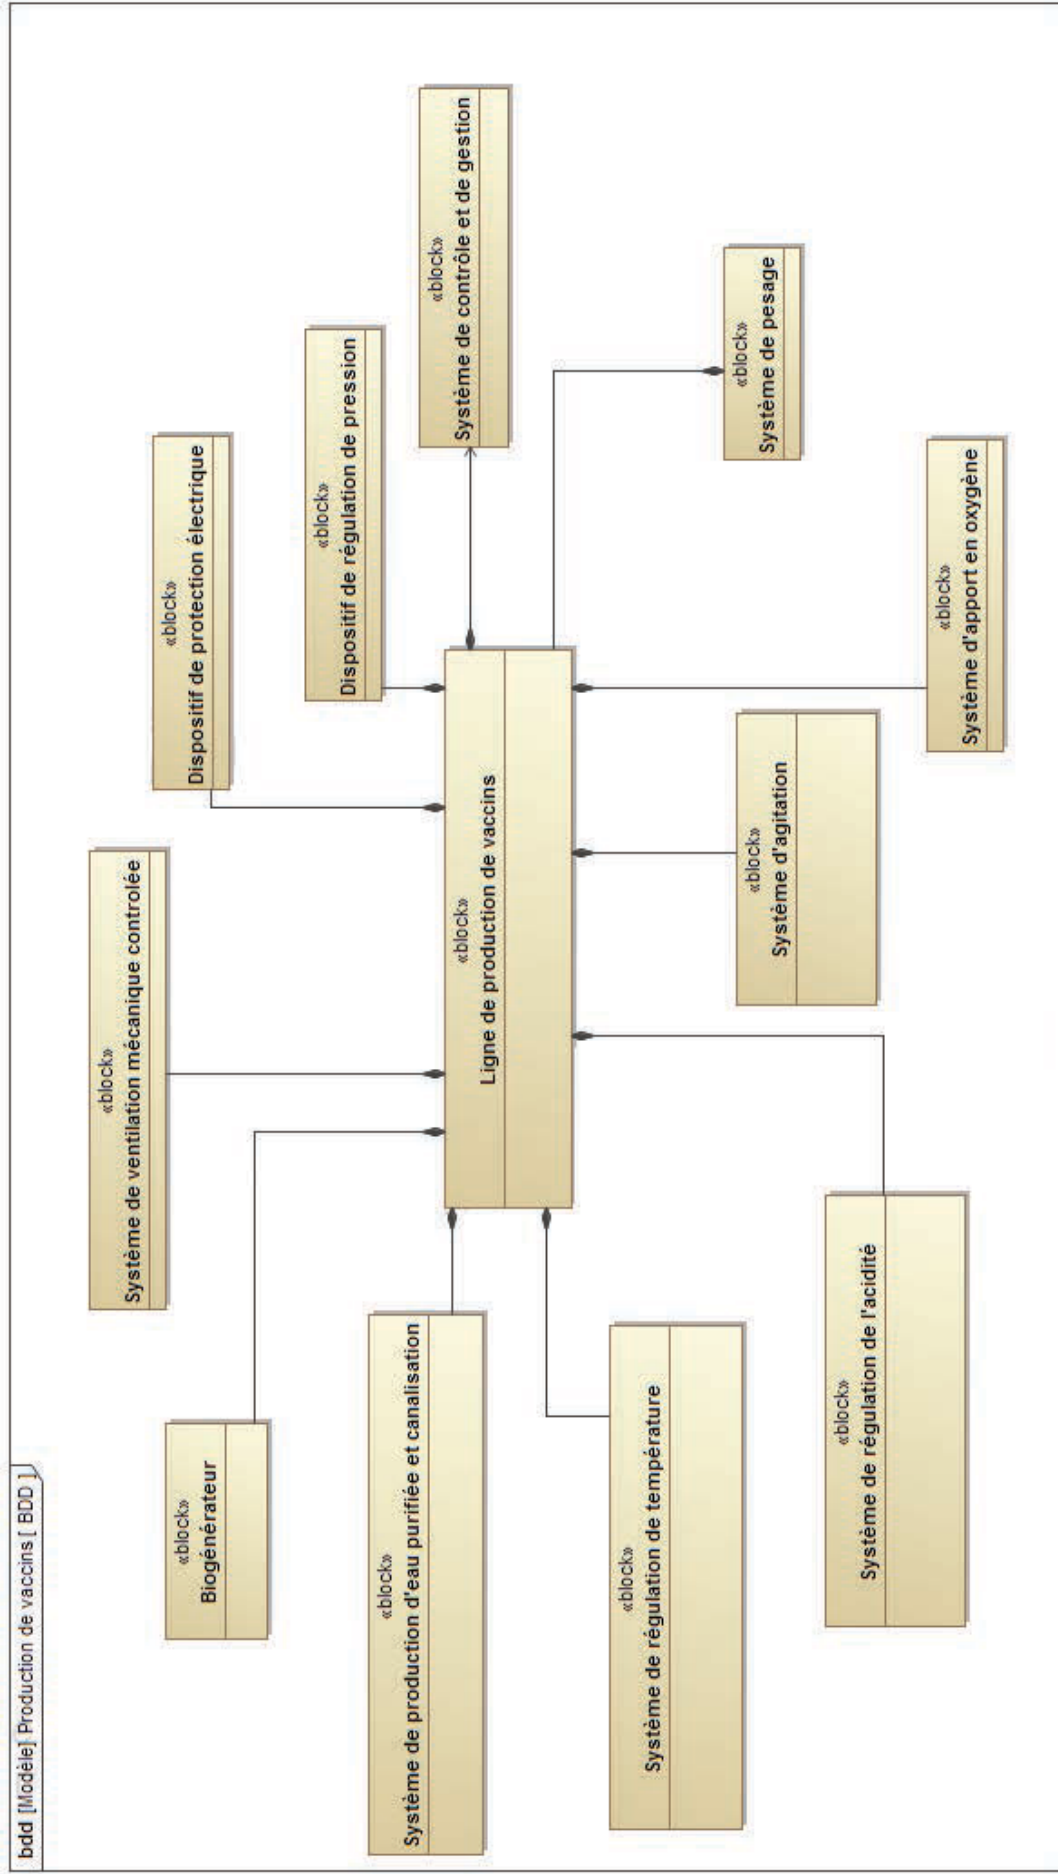 bdd [Modèle] Production de vaccins [ BDD ]
«block»
Biogénérateur
«block»
Système de ventilation mécanique controlée
«block»
Dispositif de protection électrique
«block»
Dispositif de régulation de pression
«block»
Système de contrôle et de gestion
«block»
Système de production d'eau purifiée et canalisation
«block»
Ligne de production de vaccins
«block»
Système de régulation de température
«block»
Système de régulation de l'acidité
«block»
Système d'agitation
«block»
Système de pesage
«block»
Système d'apport en oxygène